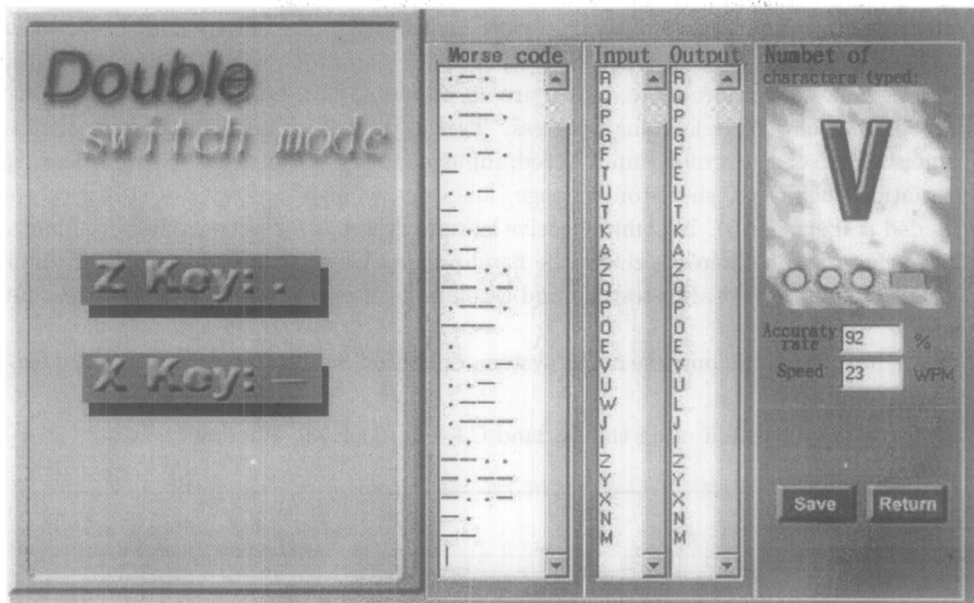 Double
switch mode
Z Key: .
X Key: —
Morse code
.—.
——.—
.——.
——.
..—.
—
..—
—
—.—
.—
——..
——.—
.——.
———
.
...—
..—
.——
.———
..
——..
—.——
—..—
—.
——
Input Output
R R
Q Q
P P
G G
F F
T E
U U
T T
K K
A A
Z Z
Q Q
P P
O O
E E
V V
U U
W L
J J
I I
Z Z
Y Y
X X
N N
M M
Numbet of
characters typed:
V
Accuraty
rate 92 %
Speed 23 WPM
Save Return